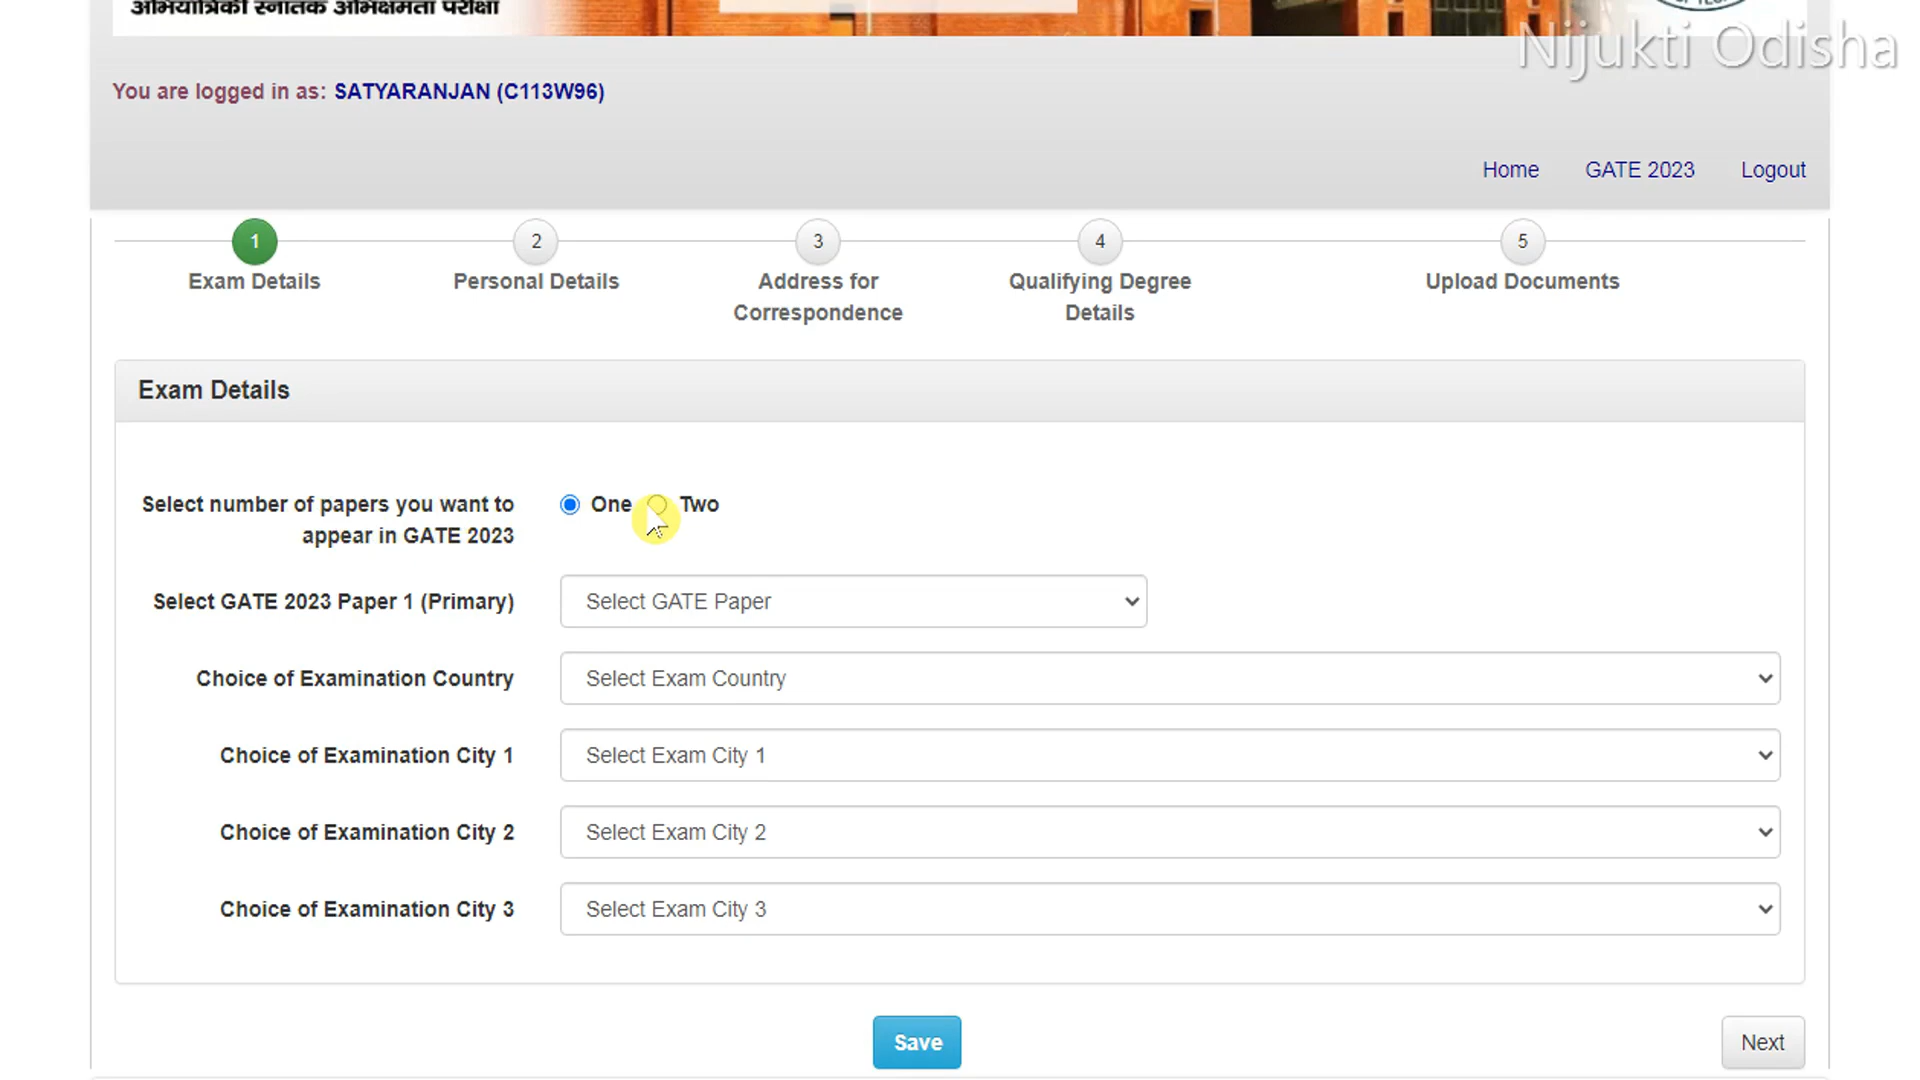 अभियांत्रिकी स्नातक अभिक्षमता परीक्षा
Nijukti Odisha
You are logged in as: SATYARANJAN (C113W96)
Home GATE 2023 Logout
1 2 3 4 5
Exam Details Personal Details Address for Correspondence Qualifying Degree Details Upload Documents
Exam Details
Select number of papers you want to appear in GATE 2023
One Two
Select GATE 2023 Paper 1 (Primary) Select GATE Paper
Choice of Examination Country Select Exam Country
Choice of Examination City 1 Select Exam City 1
Choice of Examination City 2 Select Exam City 2
Choice of Examination City 3 Select Exam City 3
Save Next